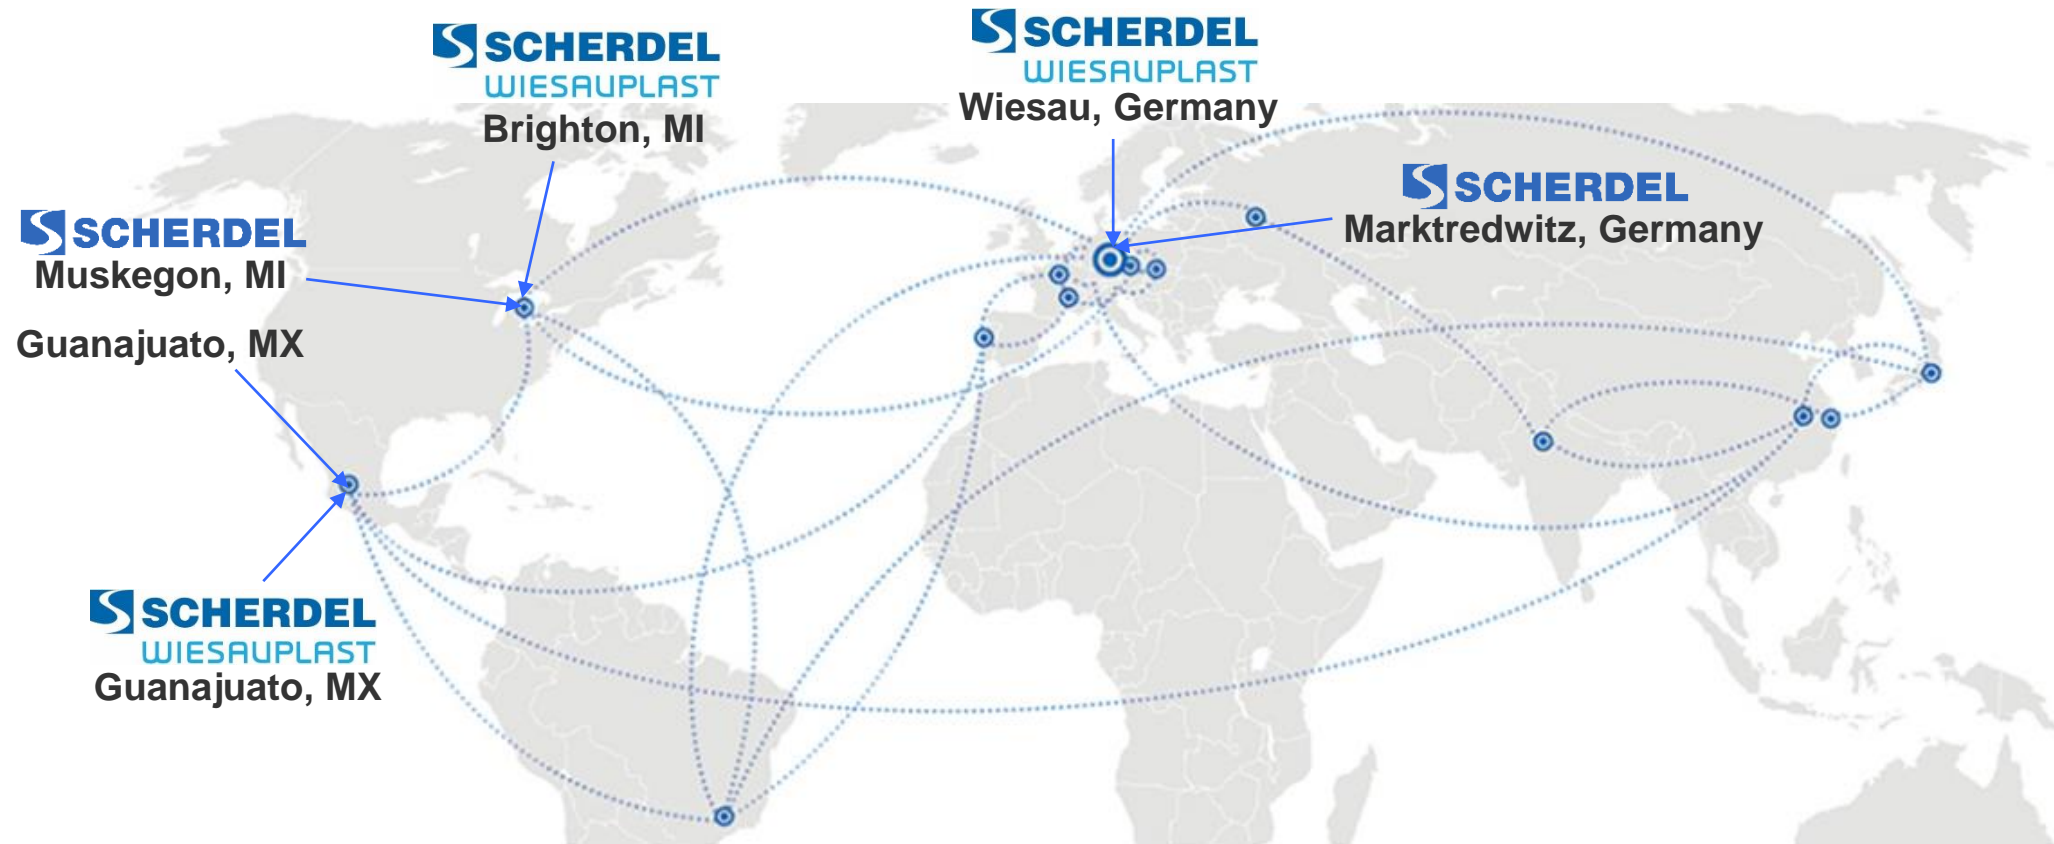 SCHERDEL
WIESAUPLAST
Brighton, MI
SCHERDEL
WIESAUPLAST
Wiesau, Germany
SCHERDEL
Marktredwitz, Germany
SCHERDEL
Muskegon, MI
Guanajuato, MX
SCHERDEL
WIESAUPLAST
Guanajuato, MX